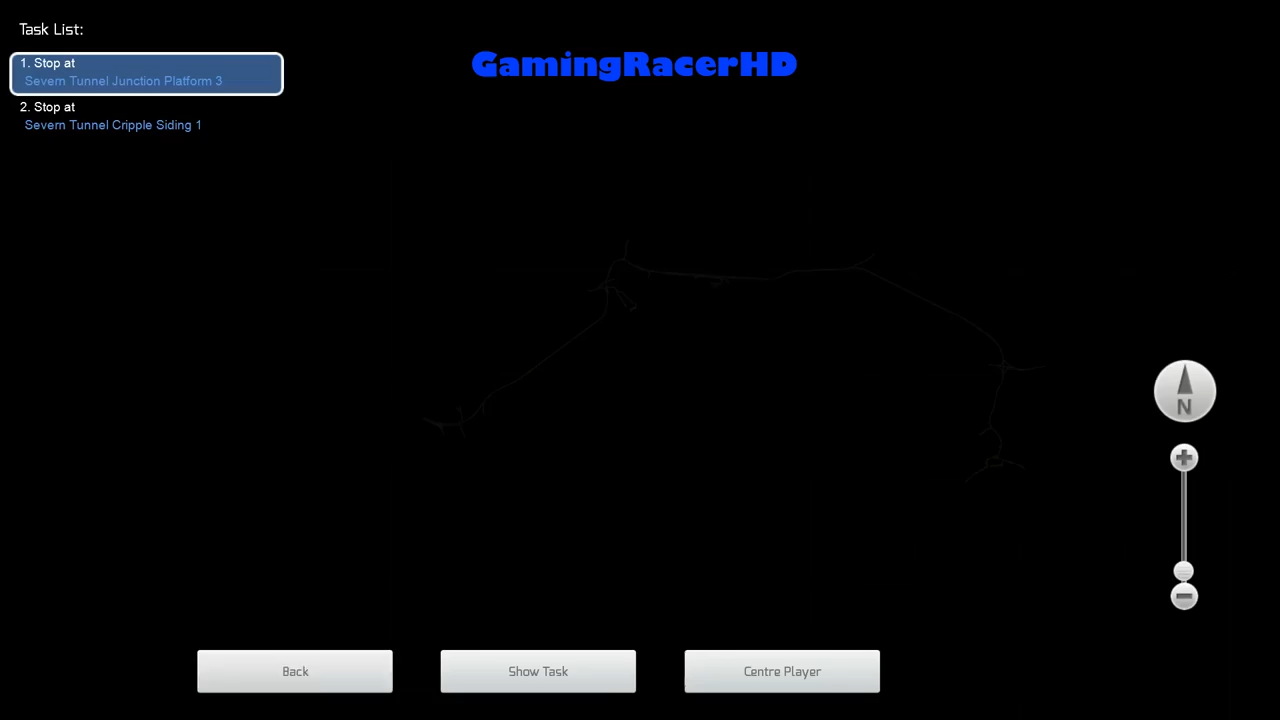 Task List:
GamingRacerHD
1. Stop at
Severn Tunnel Junction Platform 3
2. Stop at
Severn Tunnel Cripple Siding 1
N
Back
Show Task
Centre Player